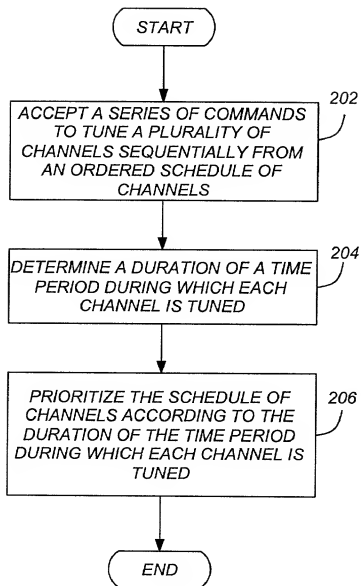 START
202
ACCEPT A SERIES OF COMMANDS
TO TUNE A PLURALITY OF
CHANNELS SEQUENTIALLY FROM
AN ORDERED SCHEDULE OF
CHANNELS
204
DETERMINE A DURATION OF A TIME
PERIOD DURING WHICH EACH
CHANNEL IS TUNED
206
PRIORITIZE THE SCHEDULE OF
CHANNELS ACCORDING TO THE
DURATION OF THE TIME PERIOD
DURING WHICH EACH CHANNEL IS
TUNED
END